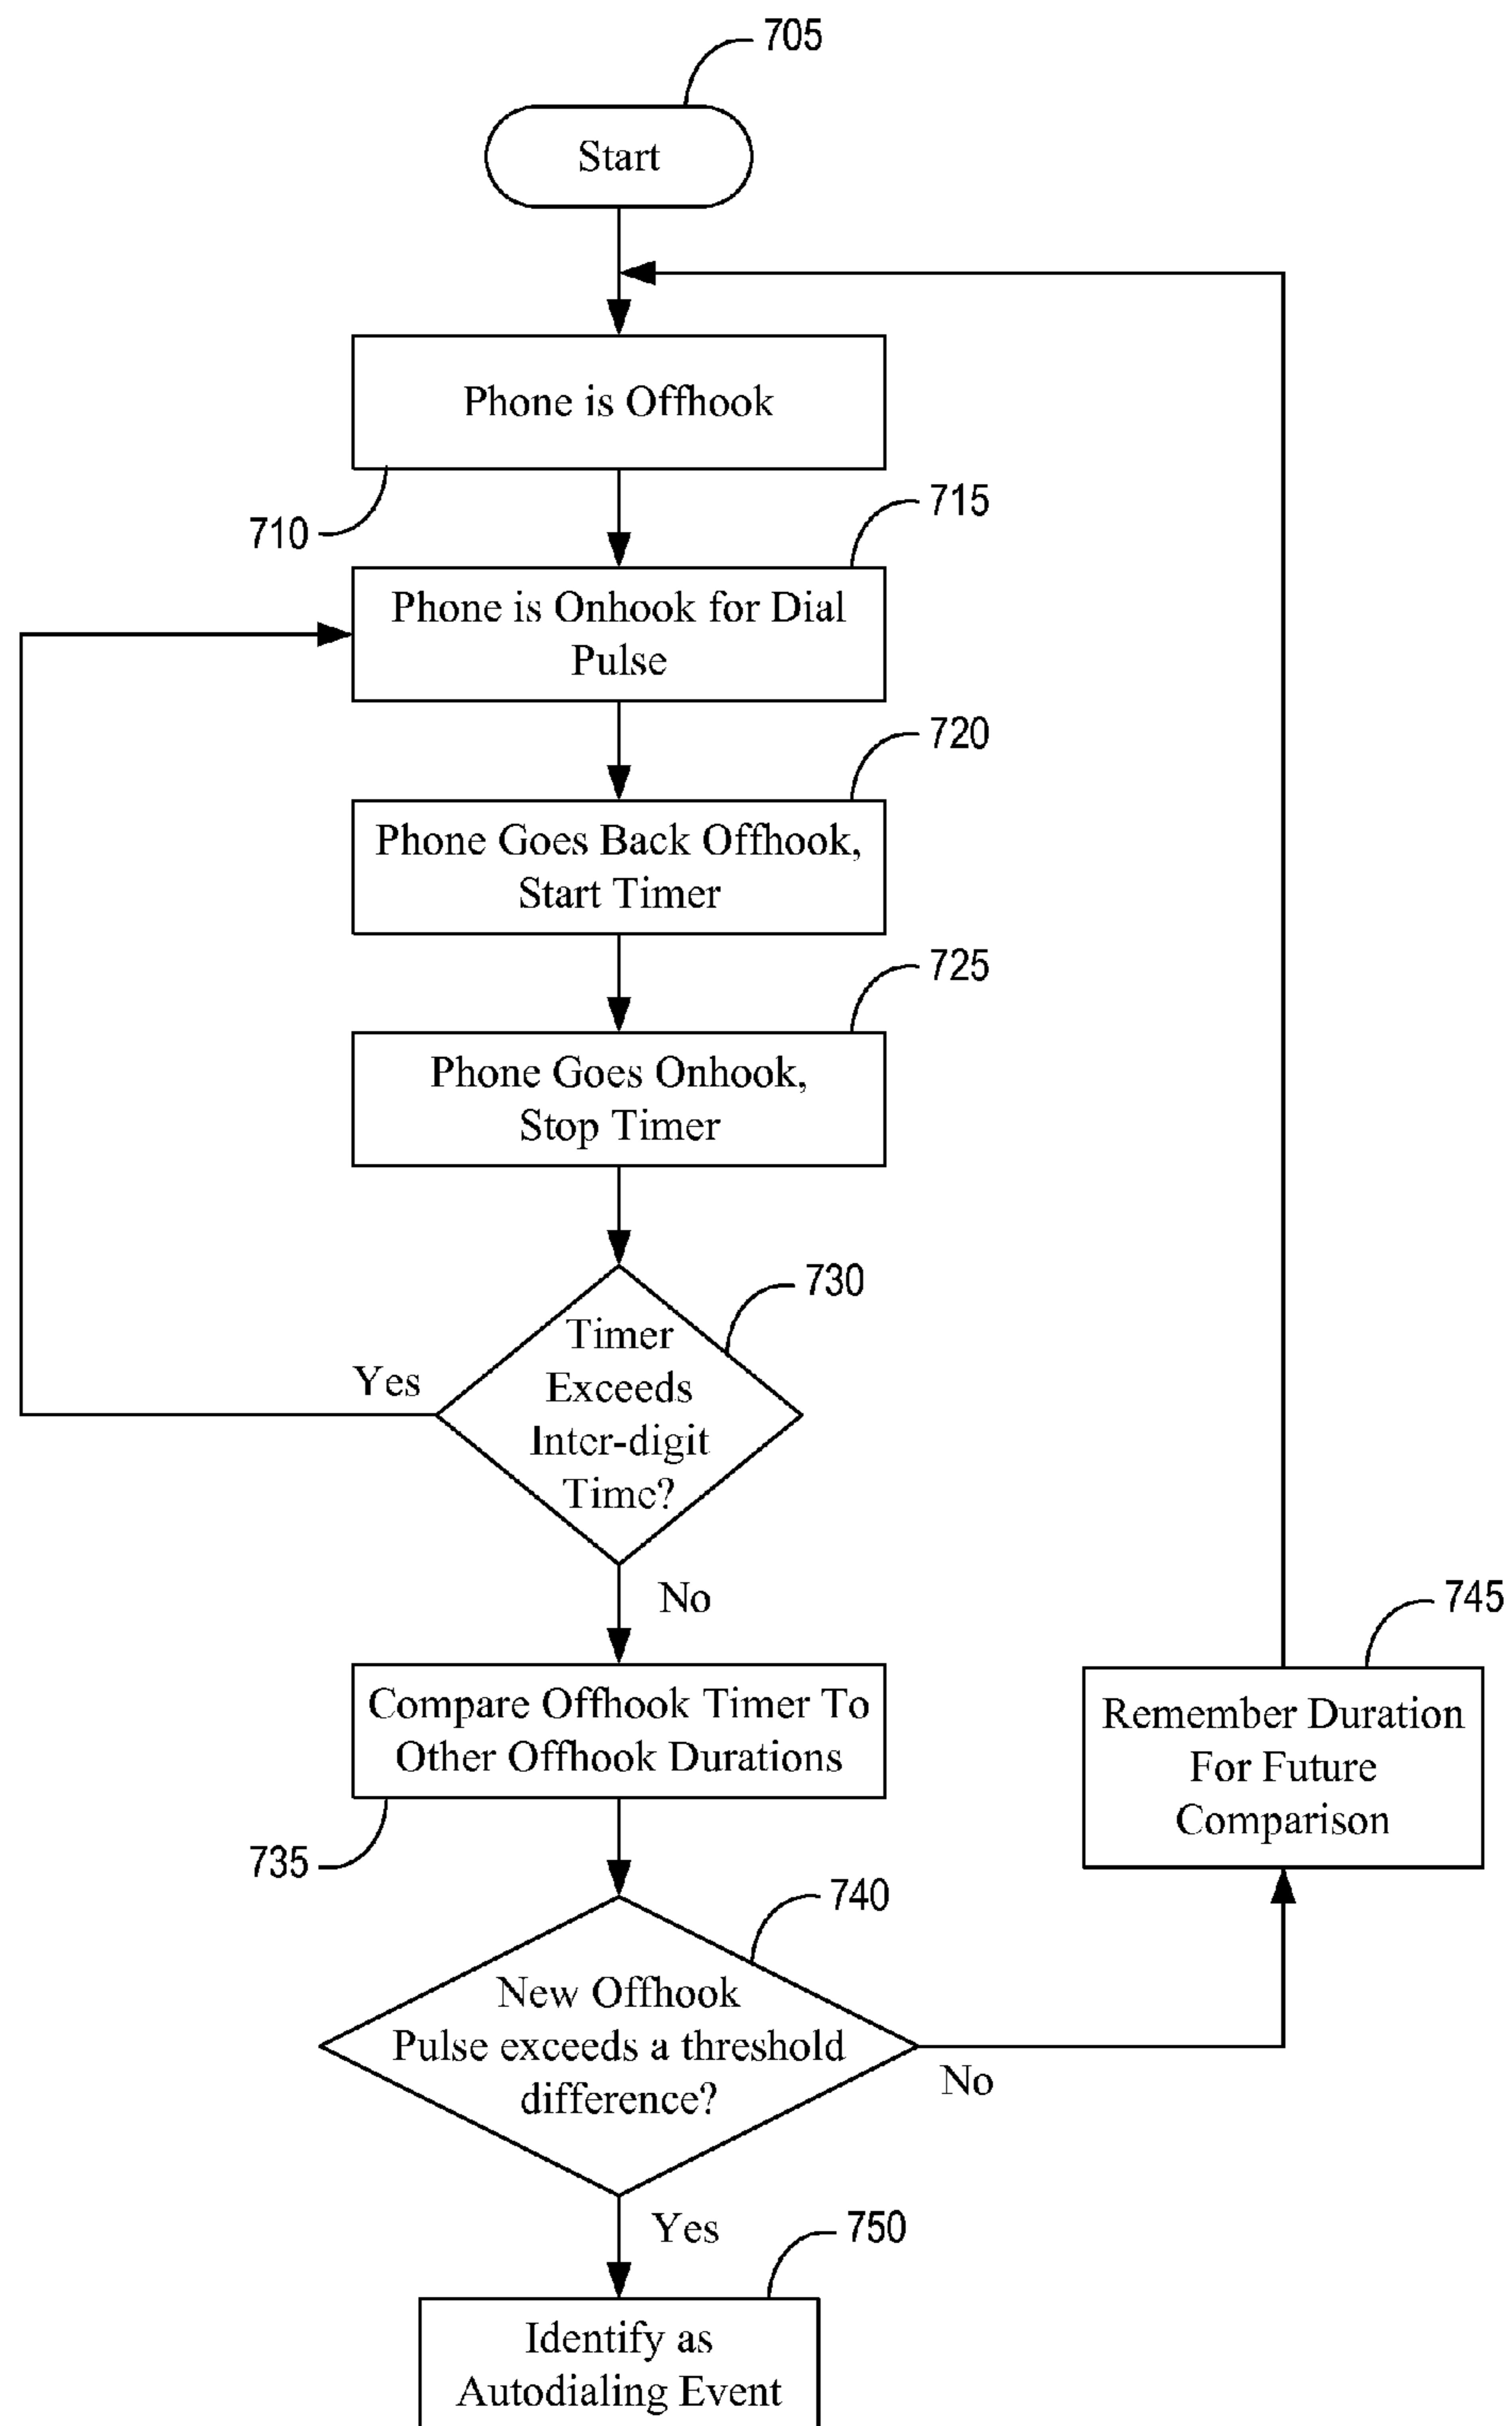 705
Start
Phone is Offhook
710
715
Phone is Onhook for Dial
Pulse
720
Phone Goes Back Offhook,
Start Timer
725
Phone Goes Onhook,
Stop Timer
730
Timer
Exceeds
Inter-digit
Time?
Yes
No
Compare Offhook Timer To
Other Offhook Durations
735
745
Remember Duration
For Future
Comparison
740
New Offhook
Pulse exceeds a threshold
difference?
No
Yes
750
Identify as
Autodialing Event